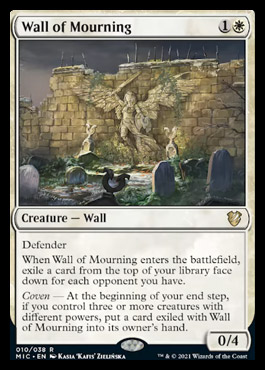 Wall of Mourning
1
Creature — Wall
Defender
When Wall of Mourning enters the battlefield,
exile a card from the top of your library face
down for each opponent you have.
Coven — At the beginning of your end step,
if you control three or more creatures with
different powers, put a card exiled with Wall
of Mourning into its owner's hand.
0/4
010/038 R
MIC • EN KASIA 'KAFIS' ZIELIŃSKA
™ & © 2021 Wizards of the Coast